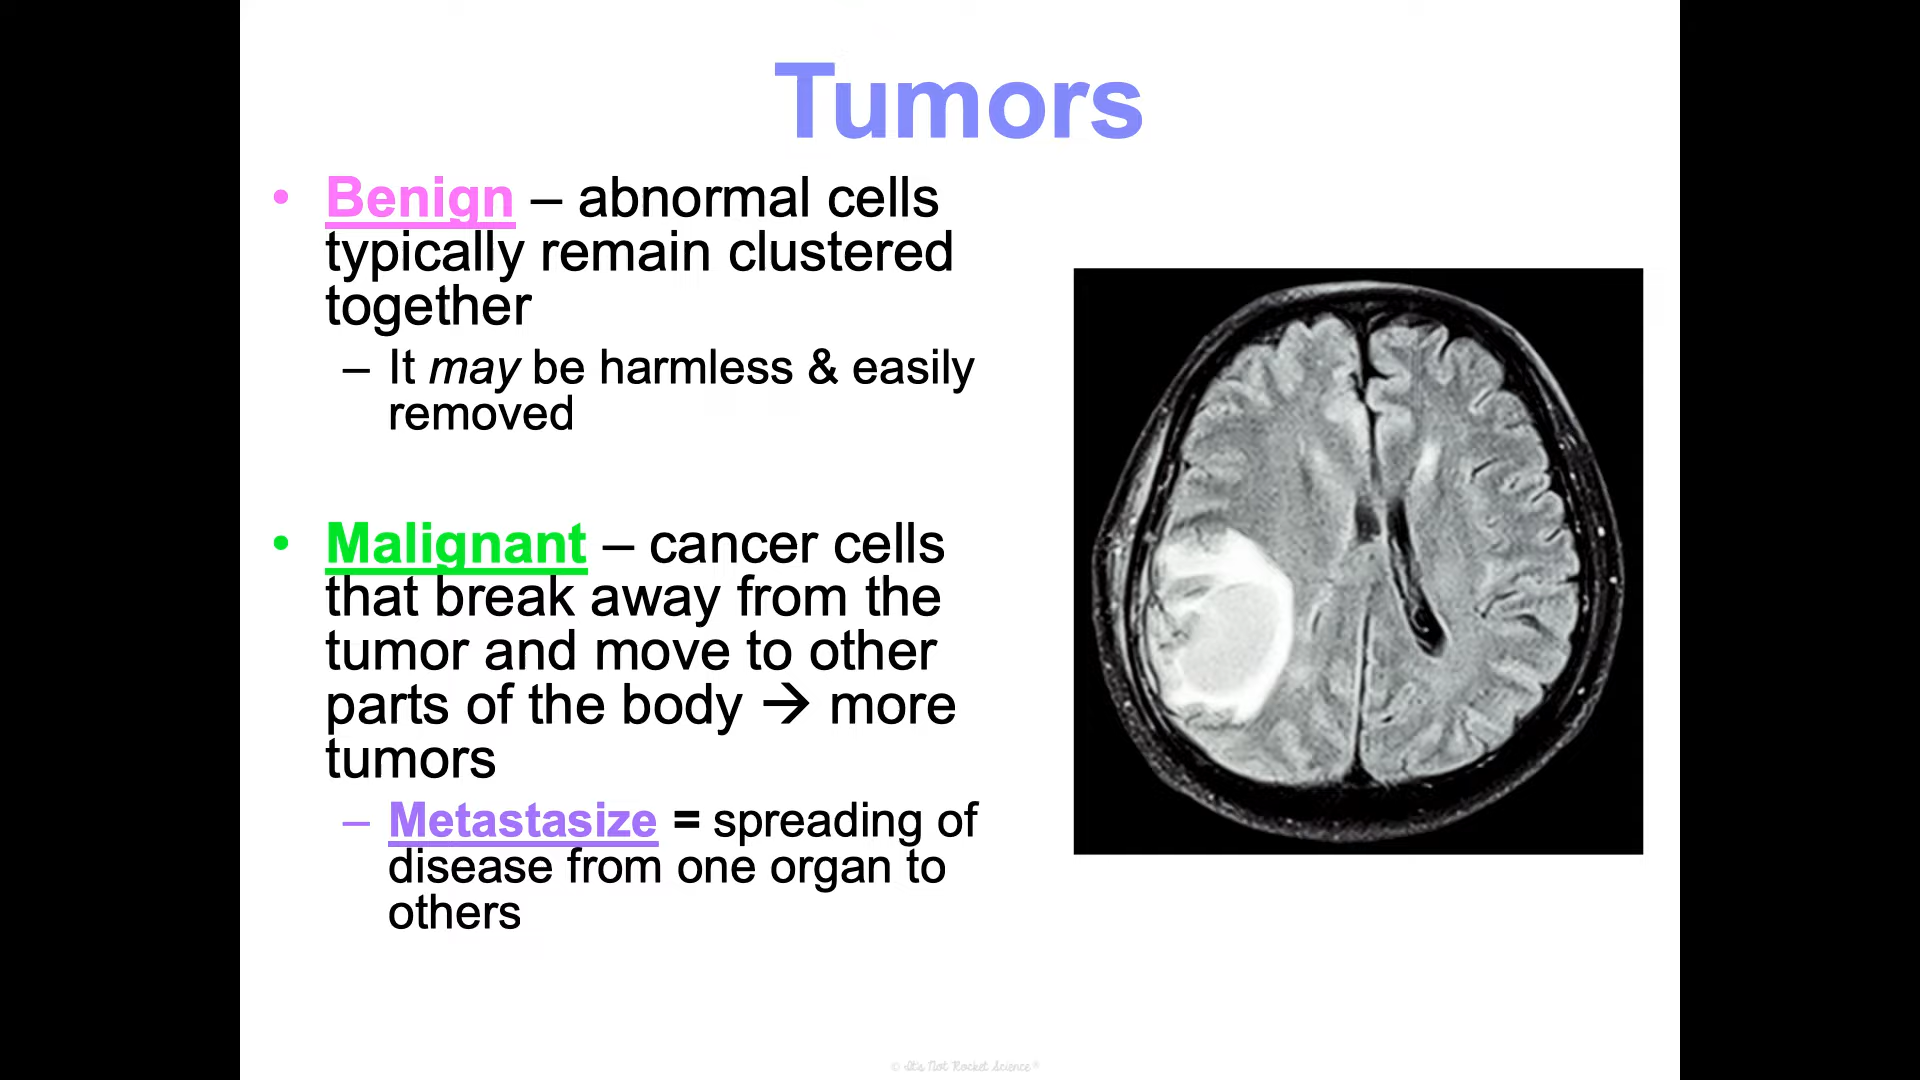 Tumors
• Benign – abnormal cells
typically remain clustered
together
– It may be harmless & easily
removed
• Malignant – cancer cells
that break away from the
tumor and move to other
parts of the body → more
tumors
– Metastasize = spreading of
disease from one organ to
others
© It's Not Rocket Science®